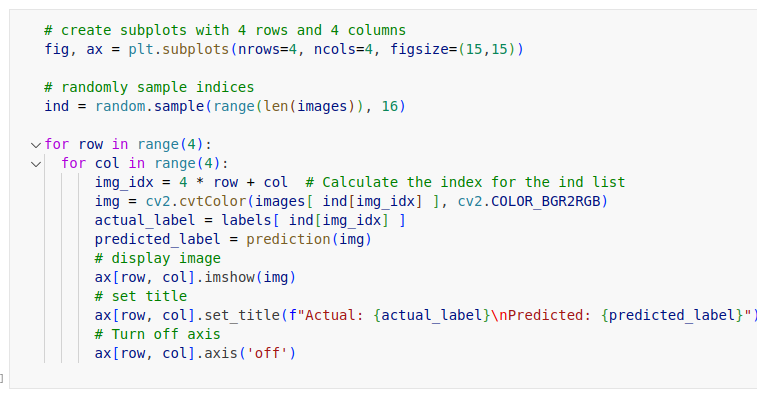 # create subplots with 4 rows and 4 columns
fig, ax = plt.subplots(nrows=4, ncols=4, figsize=(15,15))
# randomly sample indices
ind = random.sample(range(len(images)), 16)
for row in range(4):
for col in range(4):
img_idx = 4 * row + col  # Calculate the index for the ind list
img = cv2.cvtColor(images[ ind[img_idx] ], cv2.COLOR_BGR2RGB)
actual_label = labels[ ind[img_idx] ]
predicted_label = prediction(img)
# display image
ax[row, col].imshow(img)
# set title
ax[row, col].set_title(f"Actual: {actual_label}\nPredicted: {predicted_label}")
# Turn off axis
ax[row, col].axis('off')
]